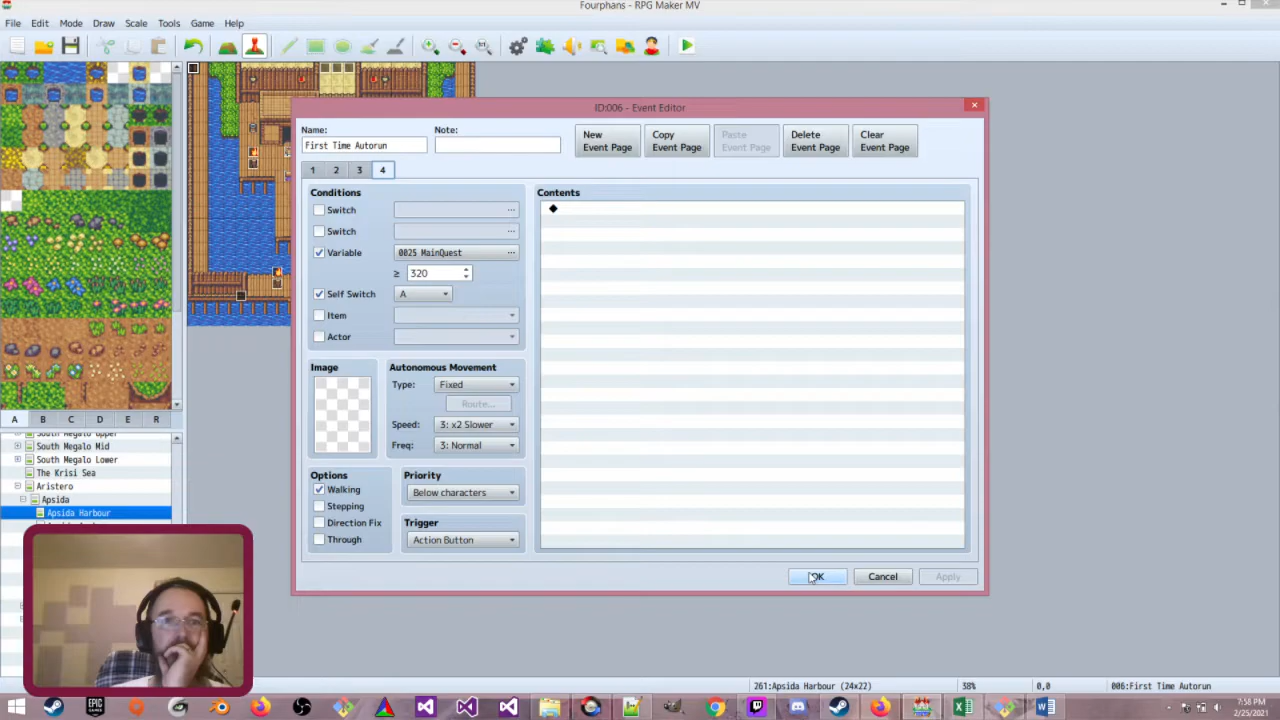 Fourphans - RPG Maker MV
File Edit Mode Draw Scale Tools Game Help
ID:006 - Event Editor
Name:
Note:
First Time Autorun
New Event Page
Copy Event Page
Paste Event Page
Delete Event Page
Clear Event Page
1 2 3 4
Conditions
Switch ...
Switch ...
Variable 0025 MainQuest ...
≥ 320
Self Switch A
Item
Actor
Image
Autonomous Movement
Type: Fixed
Route...
Speed: 3: x2 Slower
Freq: 3: Normal
Options
Walking
Stepping
Direction Fix
Through
Priority
Below characters
Trigger
Action Button
Contents
◆
OK Cancel Apply
A B C D E R
South Megalo Upper
South Megalo Mid
South Megalo Lower
The Krisi Sea
Aristero
Apsida
Apsida Harbour
261:Apsida Harbour (24x22) 38% 0,0 006:First Time Autorun
EPIC GAMES
7:58 PM
2/25/2021